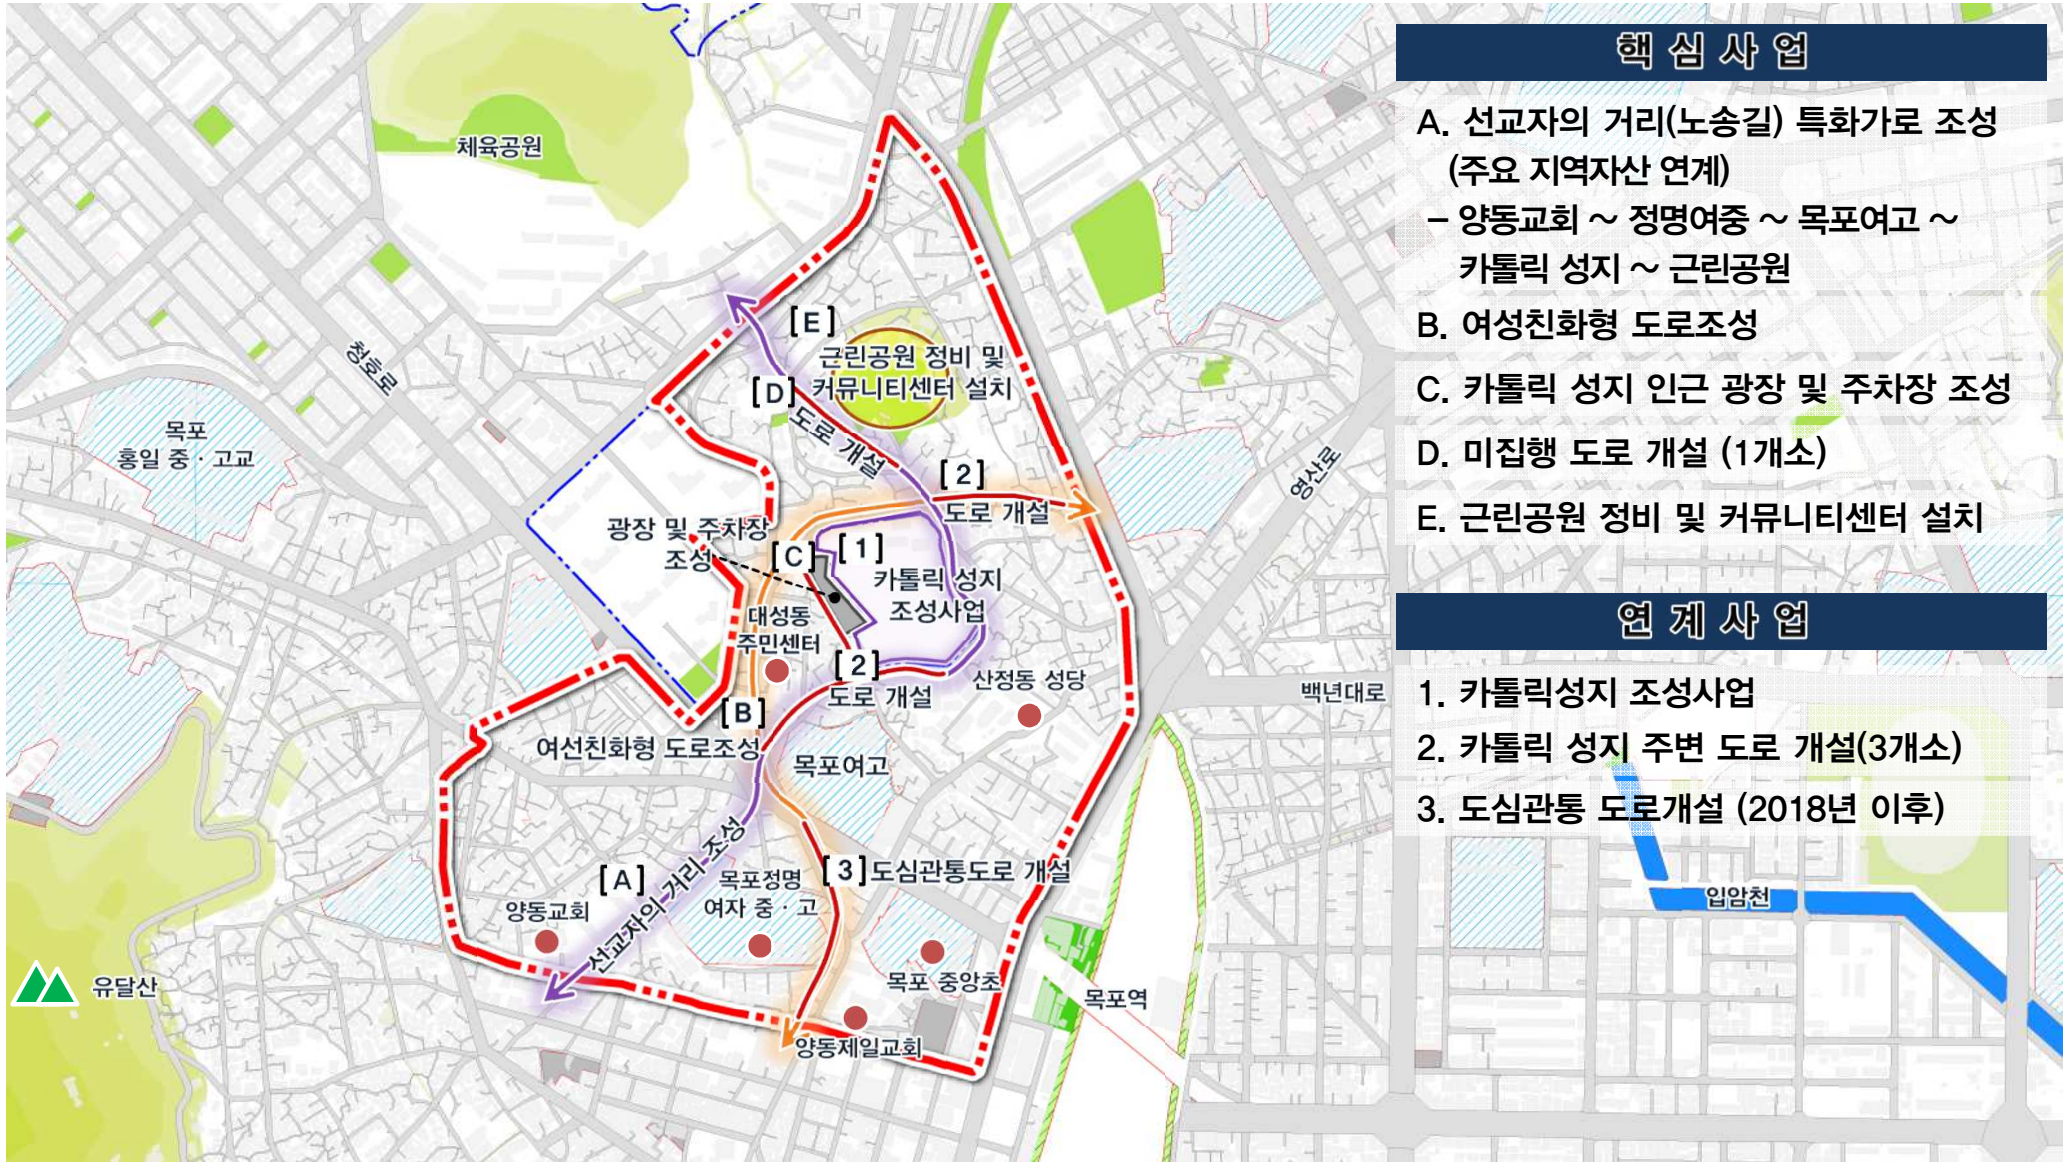 핵심사업
A. 선교자의 거리(노송길) 특화가로 조성
(주요 지역자산 연계)
– 양동교회 ~ 정명여중 ~ 목포여고 ~
카톨릭 성지 ~ 근린공원
B. 여성친화형 도로조성
C. 카톨릭 성지 인근 광장 및 주차장 조성
D. 미집행 도로 개설 (1개소)
E. 근린공원 정비 및 커뮤니티센터 설치
연계사업
1. 카톨릭성지 조성사업
2. 카톨릭 성지 주변 도로 개설(3개소)
3. 도심관통 도로개설 (2018년 이후)
체육공원
[E]
근린공원 정비 및
커뮤니티센터 설치
[D]
도로 개설
청호로
목포
홍일 중 · 고교
[2]
도로 개설
영산로
광장 및 주차장
조성
[C]
[1]
카톨릭 성지
조성사업
대성동
주민센터
[2]
도로 개설
산정동 성당
백년대로
[B]
여선친화형 도로조성
목포여고
[A]
선교자의 거리 조성
양동교회
목포정명
여자 중 · 고
[3] 도심관통도로 개설
목포 중앙초
양동제일교회
목포역
유달산
입암천